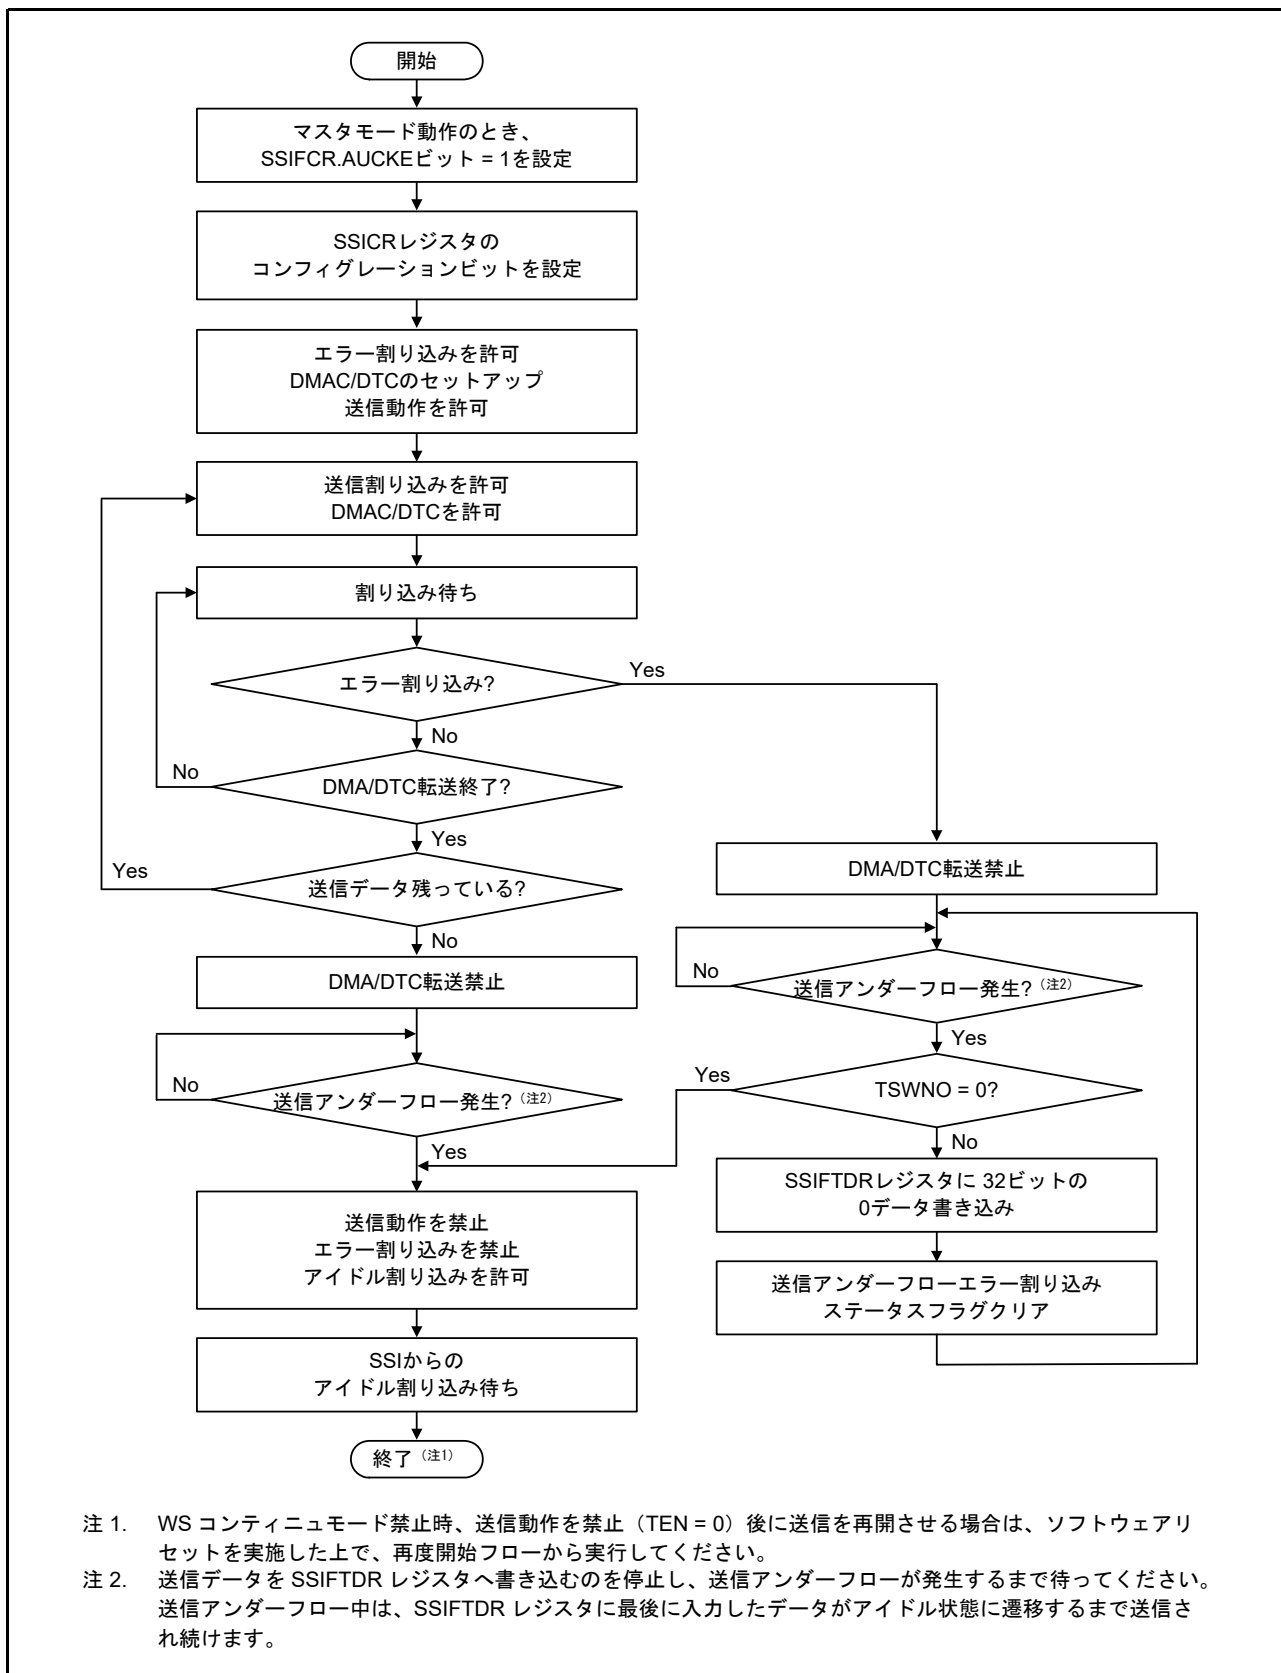 開始
マスタモード動作のとき、
SSIFCR.AUCKEビット = 1を設定
SSICRレジスタの
コンフィグレーションビットを設定
エラー割り込みを許可
DMAC/DTCのセットアップ
送信動作を許可
送信割り込みを許可
DMAC/DTCを許可
割り込み待ち
エラー割り込み?
Yes
No
DMA/DTC転送終了?
No
Yes
送信データ残っている?
Yes
No
DMA/DTC転送禁止
送信アンダーフロー発生?（注2）
No
Yes
DMA/DTC転送禁止
送信アンダーフロー発生?（注2）
No
Yes
TSWNO = 0?
Yes
No
SSIFTDRレジスタに 32ビットの
0データ書き込み
送信アンダーフローエラー割り込み
ステータスフラグクリア
送信動作を禁止
エラー割り込みを禁止
アイドル割り込みを許可
SSIからの
アイドル割り込み待ち
終了（注1）
注 1. WS コンティニュモード禁止時、送信動作を禁止（TEN = 0）後に送信を再開させる場合は、ソフトウェアリ
セットを実施した上で、再度開始フローから実行してください。
注 2. 送信データを SSIFTDR レジスタへ書き込むのを停止し、送信アンダーフローが発生するまで待ってください。
送信アンダーフロー中は、SSIFTDR レジスタに最後に入力したデータがアイドル状態に遷移するまで送信さ
れ続けます。